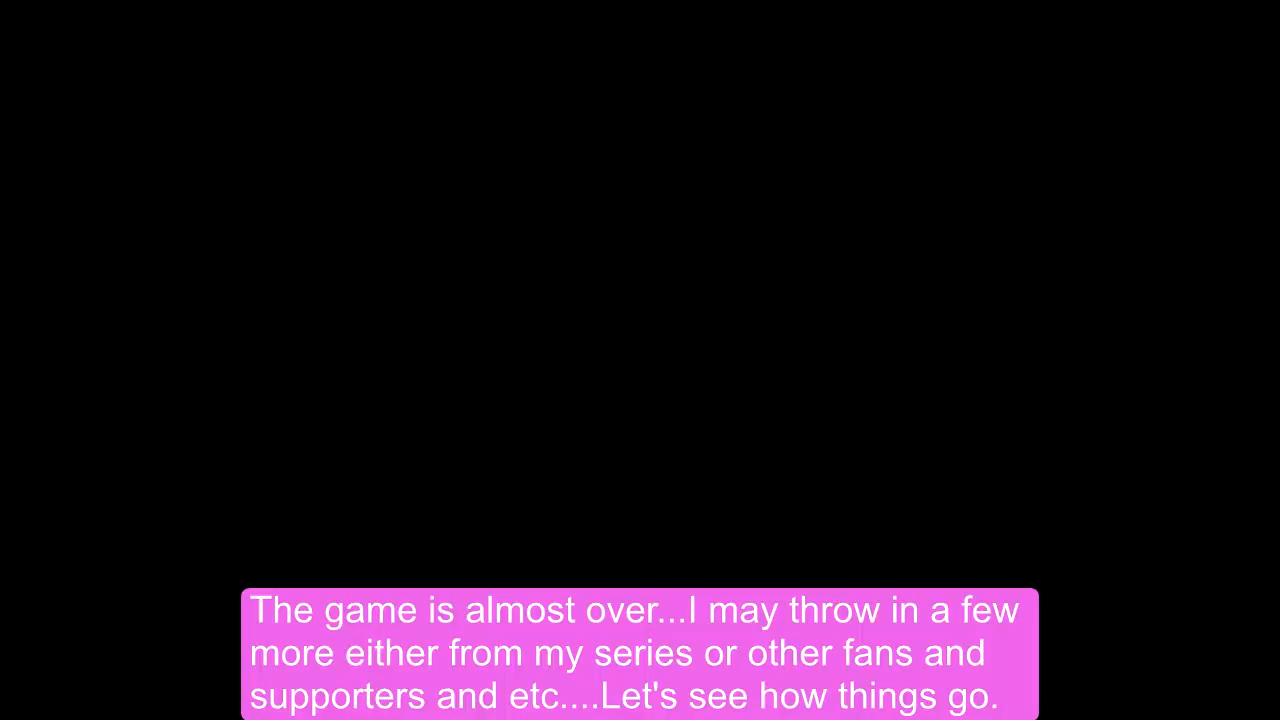 The game is almost over...I may throw in a few
more either from my series or other fans and
supporters and etc....Let's see how things go.